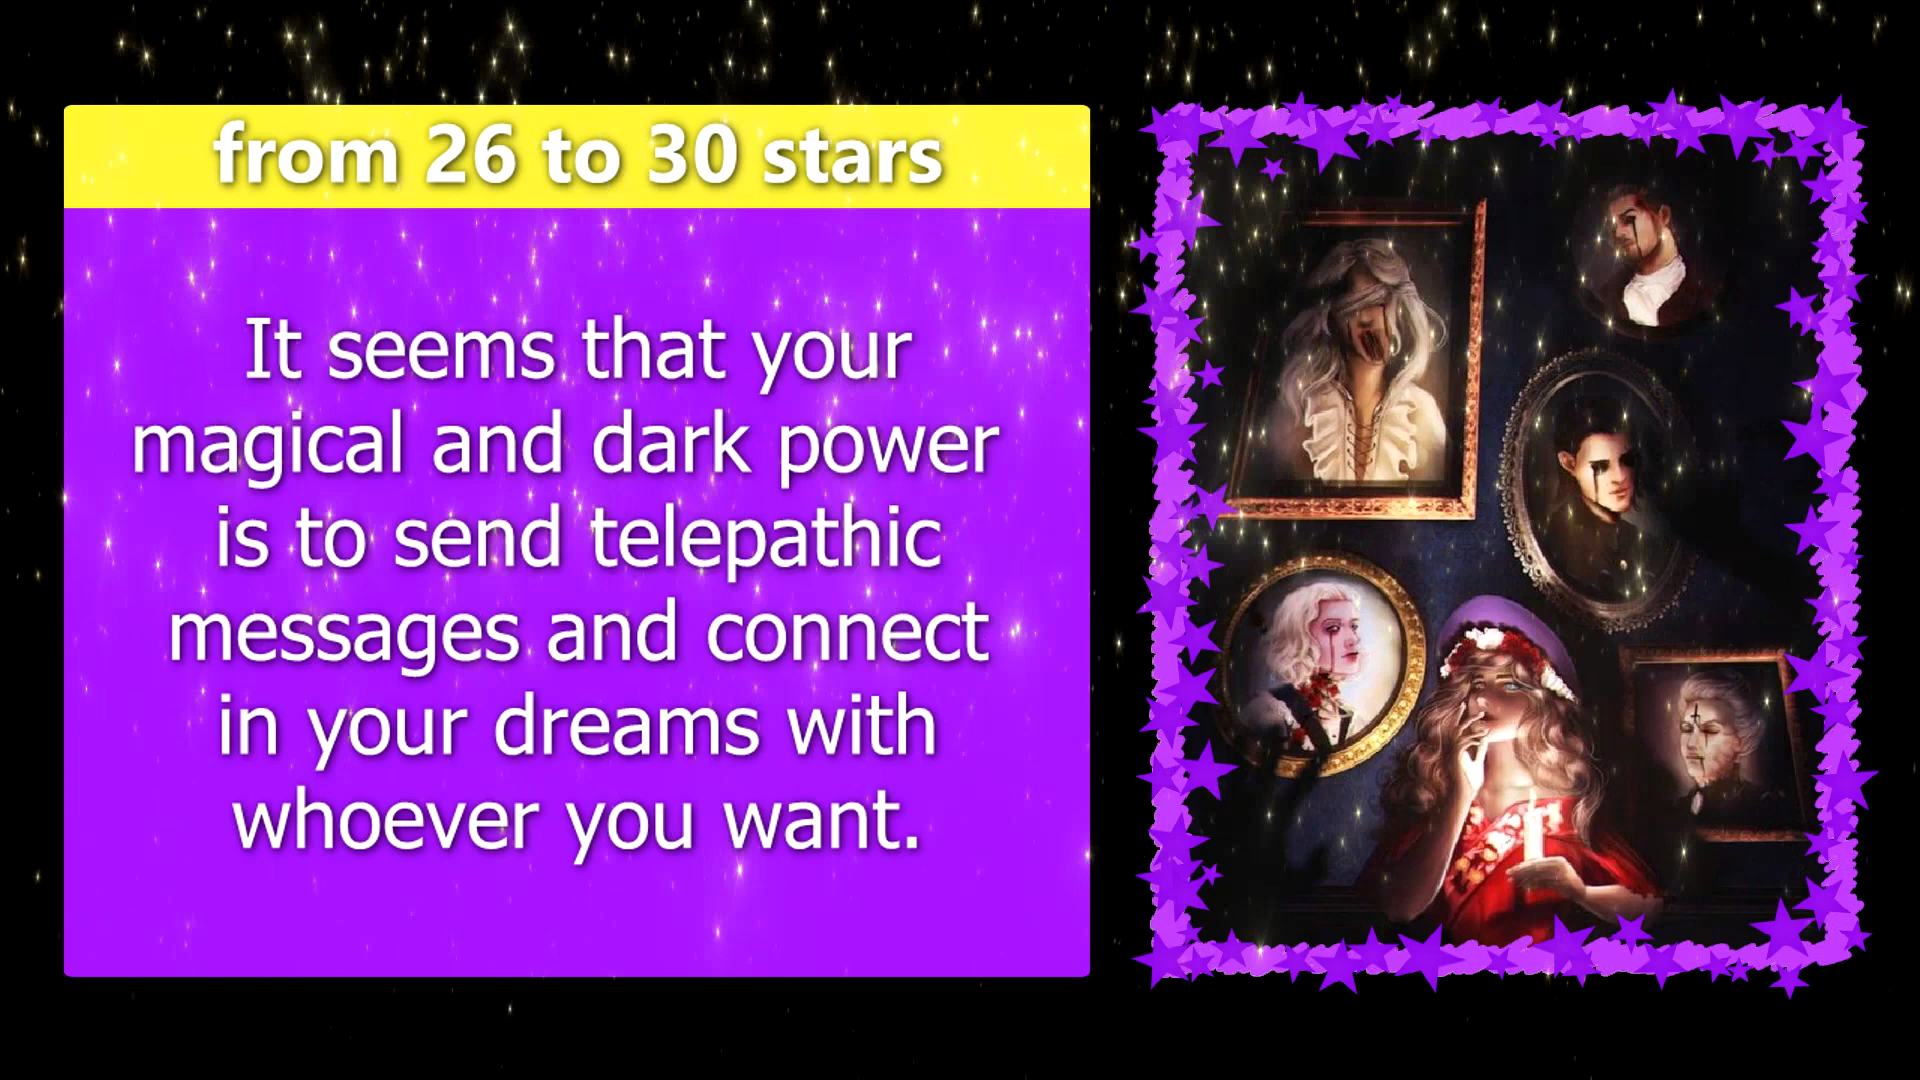 from 26 to 30 stars
It seems that your
magical and dark power
is to send telepathic
messages and connect
in your dreams with
whoever you want.